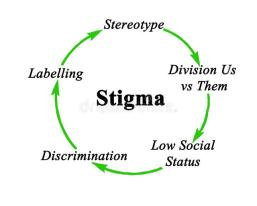 Stereotype
Division Us
vs Them
Low Social
Status
Discrimination
Labelling
Stigma